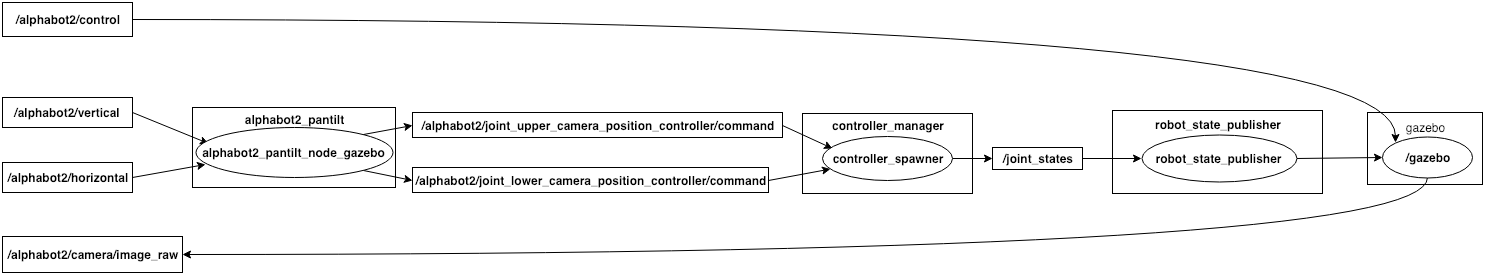 /alphabot2/control
/alphabot2/vertical
/alphabot2/horizontal
alphabot2_pantilt
alphabot2_pantilt_node_gazebo
/alphabot2/joint_upper_camera_position_controller/command
/alphabot2/joint_lower_camera_position_controller/command
controller_manager
controller_spawner
/joint_states
robot_state_publisher
robot_state_publisher
gazebo
/gazebo
/alphabot2/camera/image_raw